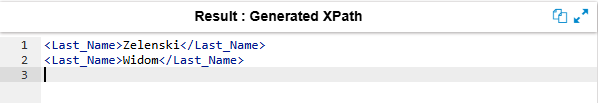 Result : Generated XPath
1 <Last_Name>Zelenski</Last_Name>
2 <Last_Name>Widom</Last_Name>
3